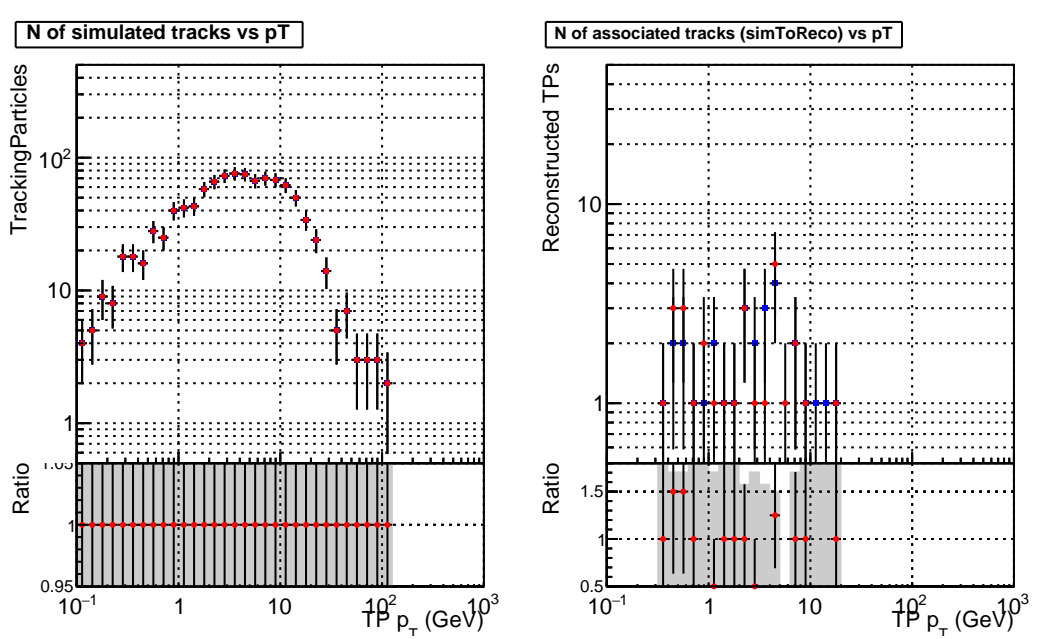 N of simulated tracks vs pT
TrackingParticles
10²
10
1
Ratio
1.05
1
0.95
10⁻¹
1
10
10²
10³
TP p_T (GeV)
N of associated tracks (simToReco) vs pT
Reconstructed TPs
10
1
Ratio
1.5
1
0.5
10⁻¹
1
10
10²
10³
TP p_T (GeV)